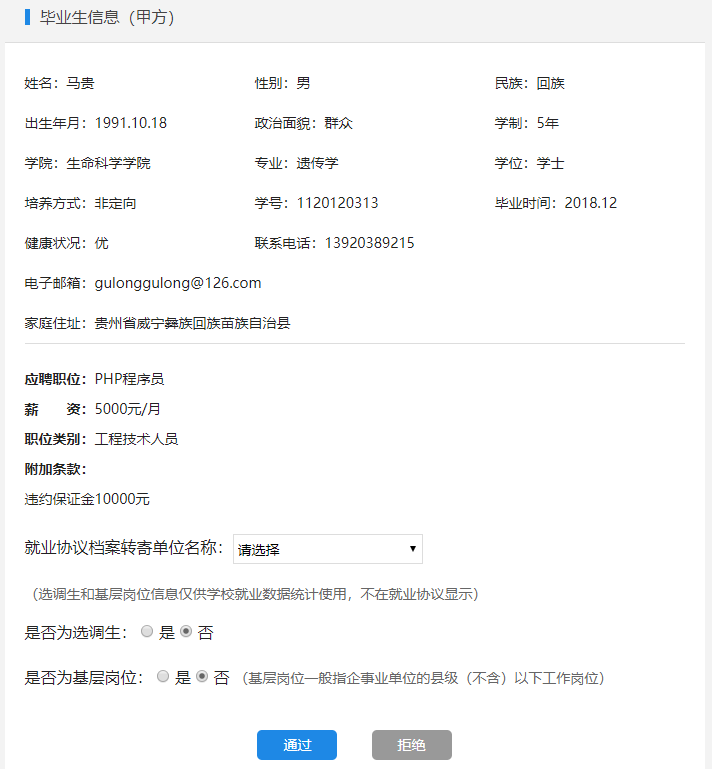 毕业生信息（甲方）
姓名：马贵 性别：男 民族：回族
出生年月：1991.10.18 政治面貌：群众 学制：5年
学院：生命科学学院 专业：遗传学 学位：学士
培养方式：非定向 学号：1120120313 毕业时间：2018.12
健康状况：优 联系电话：13920389215
电子邮箱：gulonggulong@126.com
家庭住址：贵州省威宁彝族回族苗族自治县
应聘职位：PHP程序员
薪　　资：5000元/月
职位类别：工程技术人员
附加条款：
违约保证金10000元
就业协议档案转寄单位名称：请选择
（选调生和基层岗位信息仅供学校就业数据统计使用，不在就业协议显示）
是否为选调生： 是 否
是否为基层岗位： 是 否 （基层岗位一般指企事业单位的县级（不含）以下工作岗位）
通过 拒绝